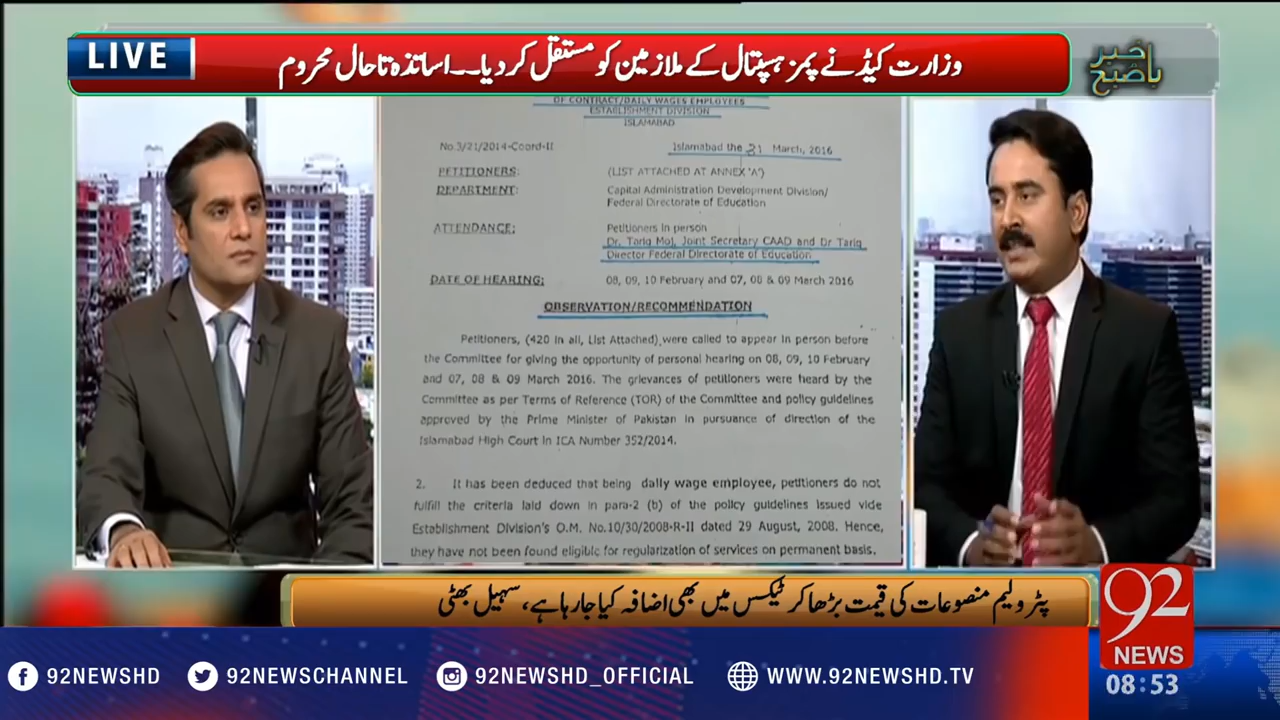 LIVE
وزارت کیڈ نے پمز ہسپتال کے ملازمین کو مستقل کر دیا۔۔اساتذہ تاحال محروم
خبر
باصبح
OF CONTRACT/DAILY WAGES EMPLOYEES
ESTABLISHMENT DIVISION
ISLAMABAD
No.3/21/2014-Coord-II
Islamabad the 31 March, 2016
PETITIONERS: (LIST ATTACHED AT ANNEX 'A')
DEPARTMENT: Capital Administration Development Division/
Federal Directorate of Education
ATTENDANCE: Petitioners in person
Dr. Tariq Mot, Joint Secretary CAAD and Dr Tariq
Director Federal Directorate of Education
DATE OF HEARING: 08, 09, 10 February and 07, 08 & 09 March 2016
OBSERVATION/RECOMMENDATION
Petitioners, (420 in all, List Attached) were called to appear in person before
the Committee for giving the opportunity of personal hearing on 08, 09, 10 February
and 07, 08 & 09 March 2016. The grievances of petitioners were heard by the
Committee as per Terms of Reference (TOR) of the Committee and policy guidelines
approved by the Prime Minister of Pakistan in pursuance of direction of the
Islamabad High Court in ICA Number 352/2014.
2. It has been deduced that being daily wage employee, petitioners do not
fulfill the criteria laid down in para-2 (b) of the policy guidelines issued vide
Establishment Division's O.M. No.10/30/2008-R-II dated 29 August, 2008. Hence,
they have not been found eligible for regularization of services on permanent basis.
پٹرولیم منصوعات کی قیمت بڑھا کر ٹیکس میں بھی اضافہ کیا جا رہا ہے، سہیل بھٹی
92
NEWS
08:53
92NEWSHD
92NEWSCHANNEL
92NEWSHD_OFFICIAL
WWW.92NEWSHD.TV